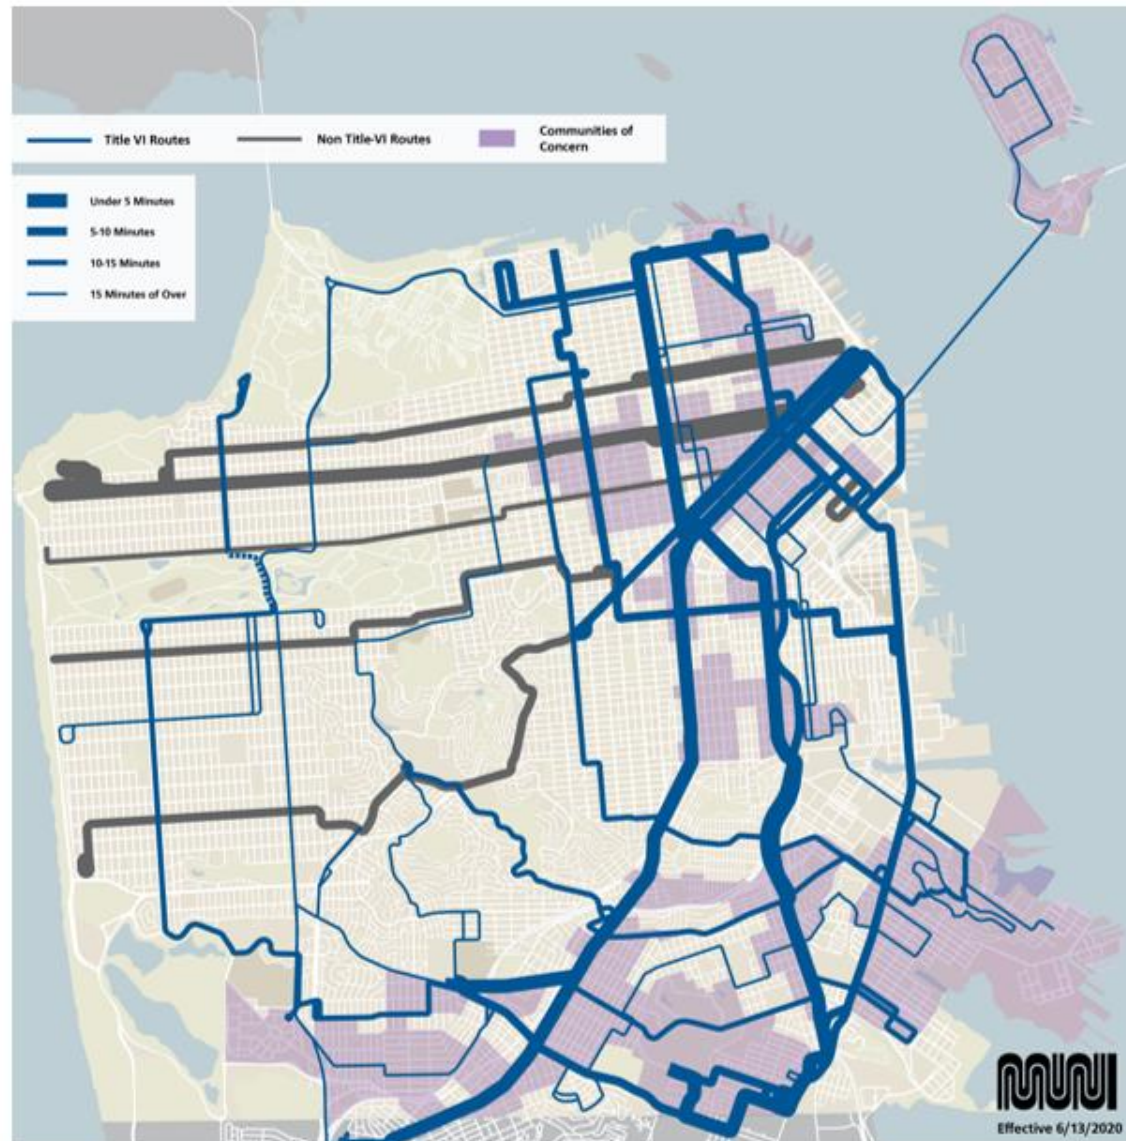 Title VI Routes
Non Title-VI Routes
Communities of
Concern
Under 5 Minutes
5-10 Minutes
10-15 Minutes
15 Minutes of Over
MUNI
Effective 6/13/2020